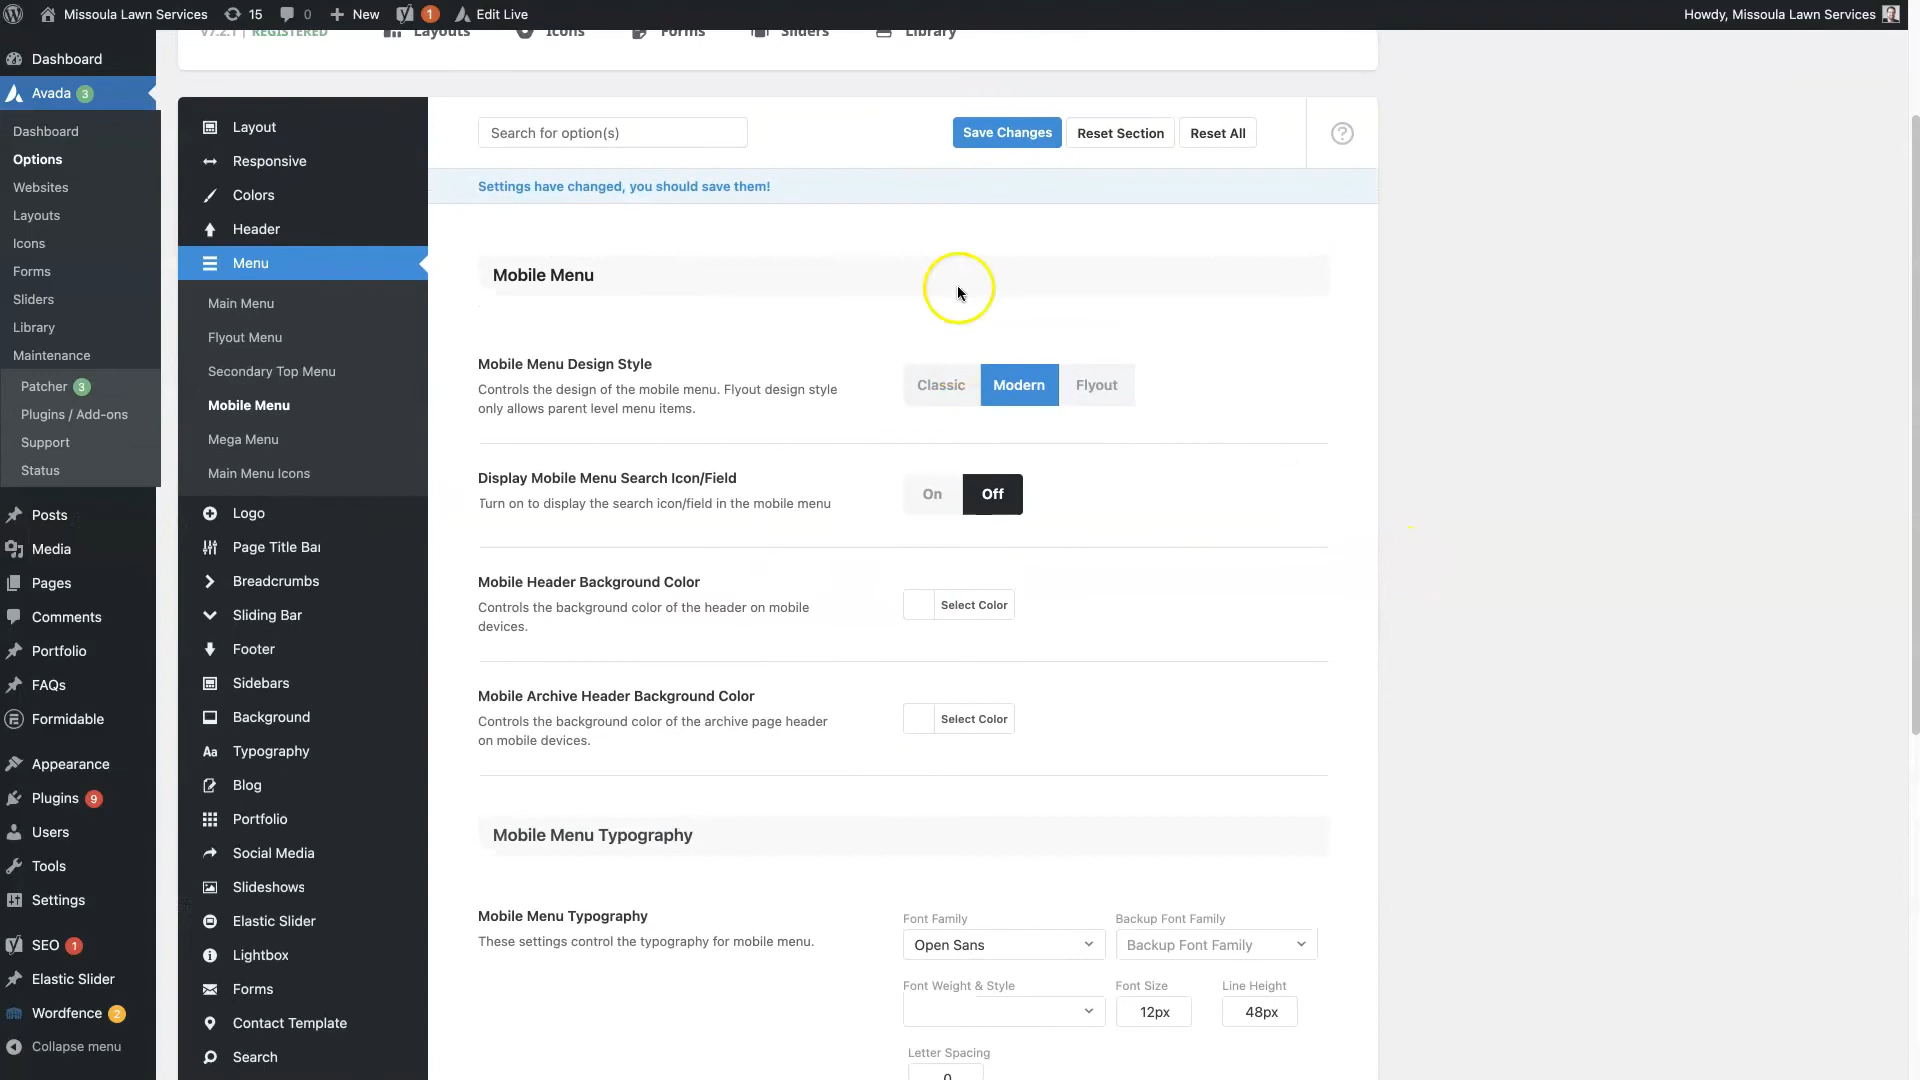 Missoula Lawn Services
15
0
New
1
Edit Live
Howdy, Missoula Lawn Services
V7.2.1 | REGISTERED
Layouts
Icons
Forms
Sliders
Library
Dashboard
Avada 3
Dashboard
Options
Websites
Layouts
Icons
Forms
Sliders
Library
Maintenance
Patcher 3
Plugins / Add-ons
Support
Status
Posts
Media
Pages
Comments
Portfolio
FAQs
Formidable
Appearance
Plugins 9
Users
Tools
Settings
SEO 1
Elastic Slider
Wordfence 2
Collapse menu
Layout
Responsive
Colors
Header
Menu
Main Menu
Flyout Menu
Secondary Top Menu
Mobile Menu
Mega Menu
Main Menu Icons
Logo
Page Title Bar
Breadcrumbs
Sliding Bar
Footer
Sidebars
Background
Aa Typography
Blog
Portfolio
Social Media
Slideshows
Elastic Slider
Lightbox
Forms
Contact Template
Search
Search for option(s)
Save Changes
Reset Section
Reset All
?
Settings have changed, you should save them!
Mobile Menu
Mobile Menu Design Style
Controls the design of the mobile menu. Flyout design style
only allows parent level menu items.
Classic
Modern
Flyout
Display Mobile Menu Search Icon/Field
Turn on to display the search icon/field in the mobile menu
On
Off
Mobile Header Background Color
Controls the background color of the header on mobile
devices.
Select Color
Mobile Archive Header Background Color
Controls the background color of the archive page header
on mobile devices.
Select Color
Mobile Menu Typography
Mobile Menu Typography
These settings control the typography for mobile menu.
Font Family
Backup Font Family
Open Sans
Backup Font Family
Font Weight & Style
Font Size
Line Height
12px
48px
Letter Spacing
0